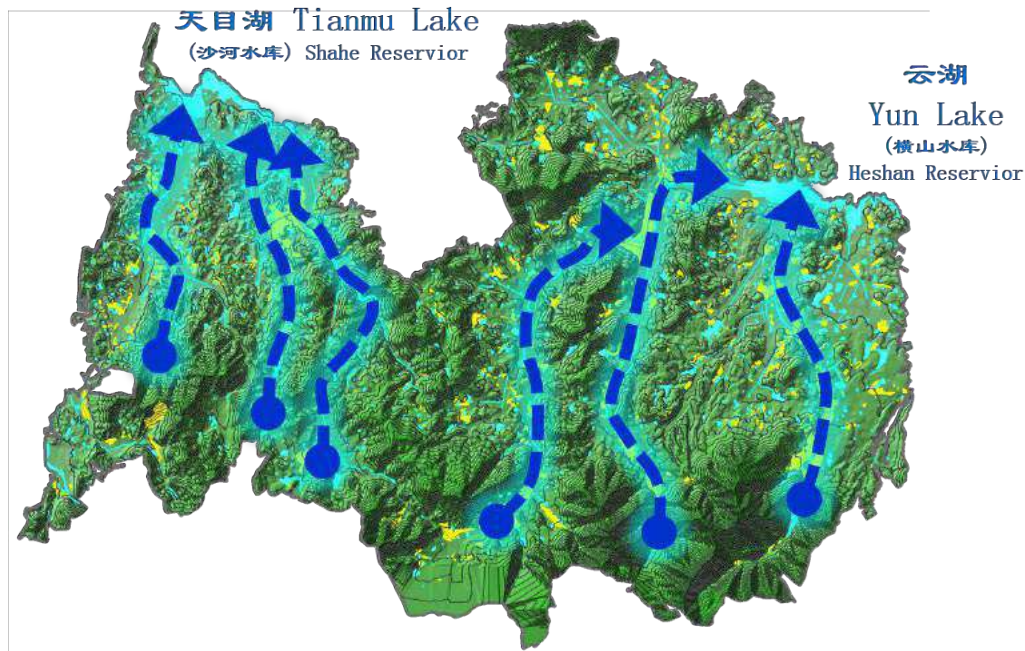 天目湖 Tianmu Lake
(沙河水库) Shahe Reservior
云湖
Yun Lake
(横山水库)
Heshan Reservior